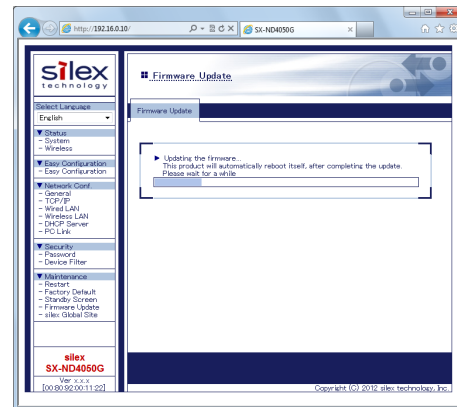 http://192.16.0.10/
SX-ND4050G
silex
technology
Select Language
English
▼ Status
- System
- Wireless
▼ Easy Configuration
- Easy Configuration
▼ Network Conf.
- General
- TCP/IP
- Wired LAN
- Wireless LAN
- DHCP Server
- PC Link
▼ Security
- Password
- Device Filter
▼ Maintenance
- Restart
- Factory Default
- Standby Screen
- Firmware Update
- silex Global Site
silex
SX-ND4050G
Ver x.x.x
[00:80:92:00:11:22]
Firmware Update
Firmware Update
Updating the firmware...
This product will automatically reboot itself, after completing the update.
Please wait for a while
Copyright (C) 2012 silex technology, Inc.